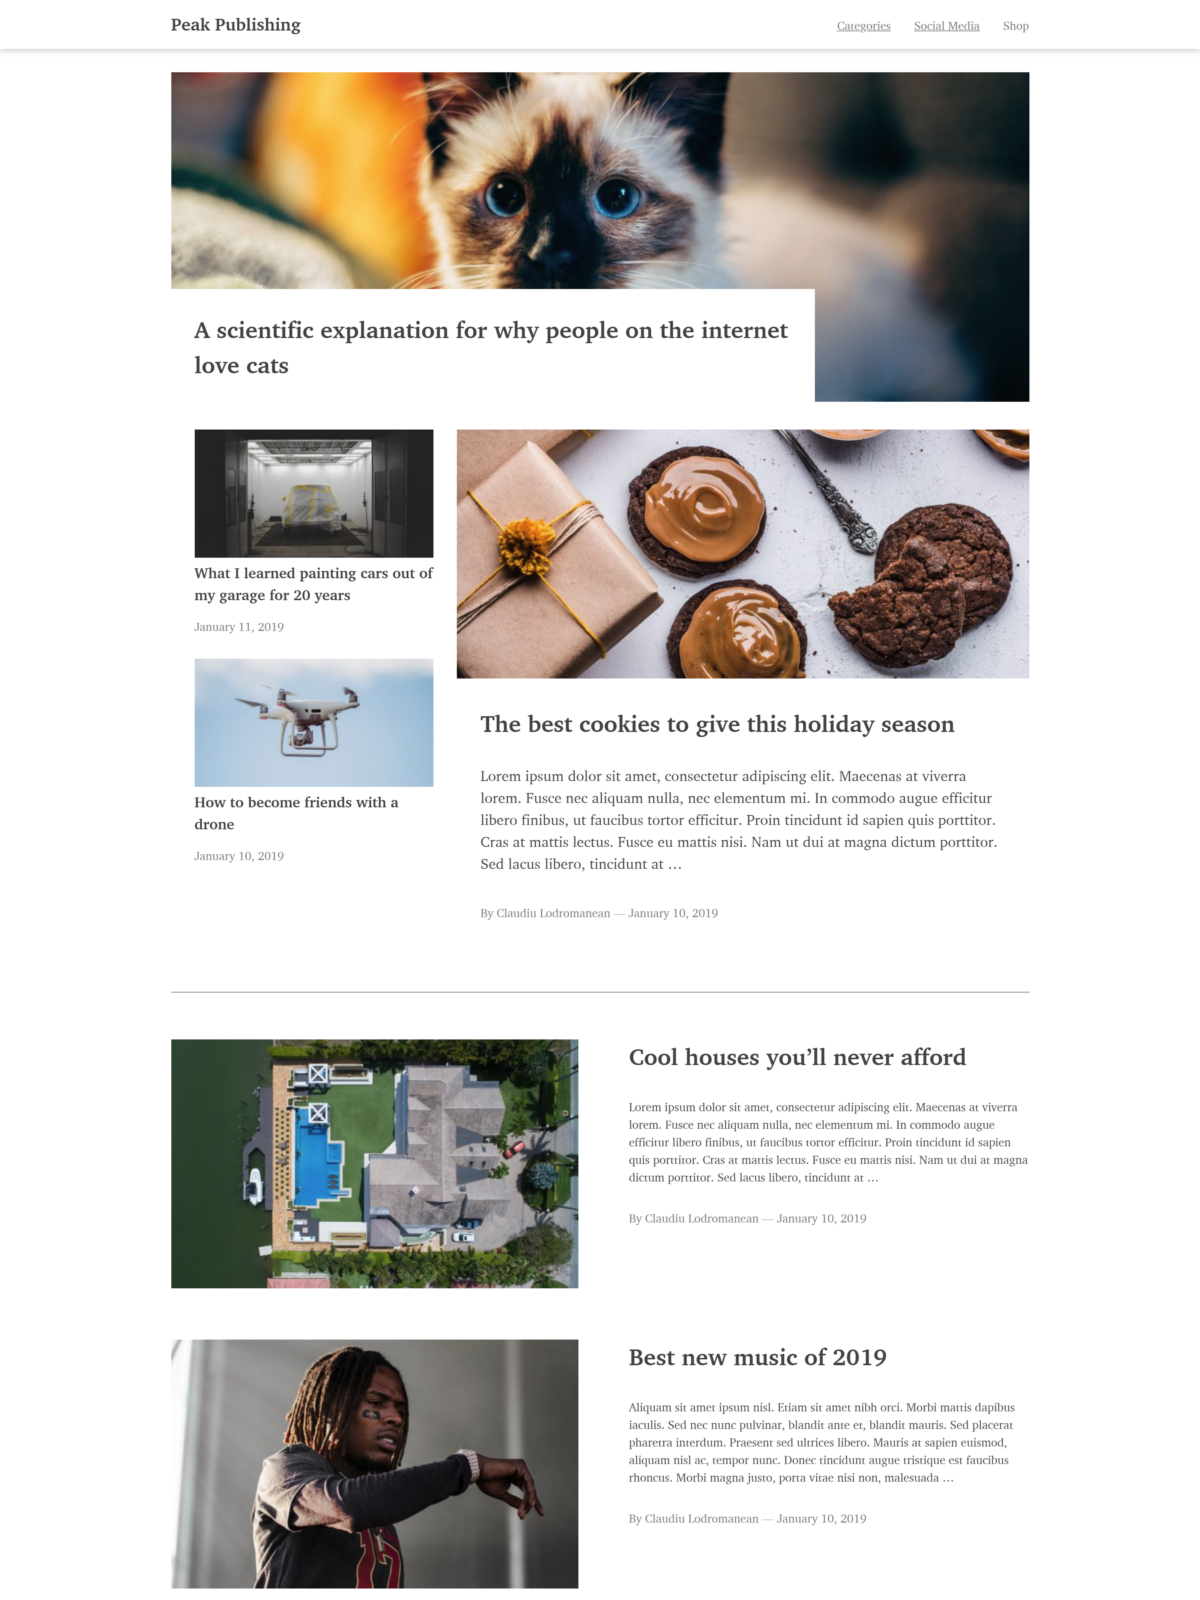 Peak Publishing
Categories Social Media Shop
A scientific explanation for why people on the internet
love cats
What I learned painting cars out of
my garage for 20 years
January 11, 2019
How to become friends with a
drone
January 10, 2019
The best cookies to give this holiday season
Lorem ipsum dolor sit amet, consectetur adipiscing elit. Maecenas at viverra
lorem. Fusce nec aliquam nulla, nec elementum mi. In commodo augue efficitur
libero finibus, ut faucibus tortor efficitur. Proin tincidunt id sapien quis porttitor.
Cras at mattis lectus. Fusce eu mattis nisi. Nam ut dui at magna dictum porttitor.
Sed lacus libero, tincidunt at …
By Claudiu Lodromanean — January 10, 2019
Cool houses you’ll never afford
Lorem ipsum dolor sit amet, consectetur adipiscing elit. Maecenas at viverra
lorem. Fusce nec aliquam nulla, nec elementum mi. In commodo augue
efficitur libero finibus, ut faucibus tortor efficitur. Proin tincidunt id sapien
quis porttitor. Cras at mattis lectus. Fusce eu mattis nisi. Nam ut dui at magna
dictum porttitor. Sed lacus libero, tincidunt at …
By Claudiu Lodromanean — January 10, 2019
Best new music of 2019
Aliquam sit amet ipsum nisl. Etiam sit amet nibh orci. Morbi mattis dapibus
iaculis. Sed nec nunc pulvinar, blandit ante et, blandit mauris. Sed placerat
pharetra interdum. Praesent sed ultrices libero. Mauris at sapien euismod,
aliquam nisl ac, tempor nunc. Donec tincidunt augue tristique est faucibus
rhoncus. Morbi magna justo, porta vitae nisi non, malesuada …
By Claudiu Lodromanean — January 10, 2019